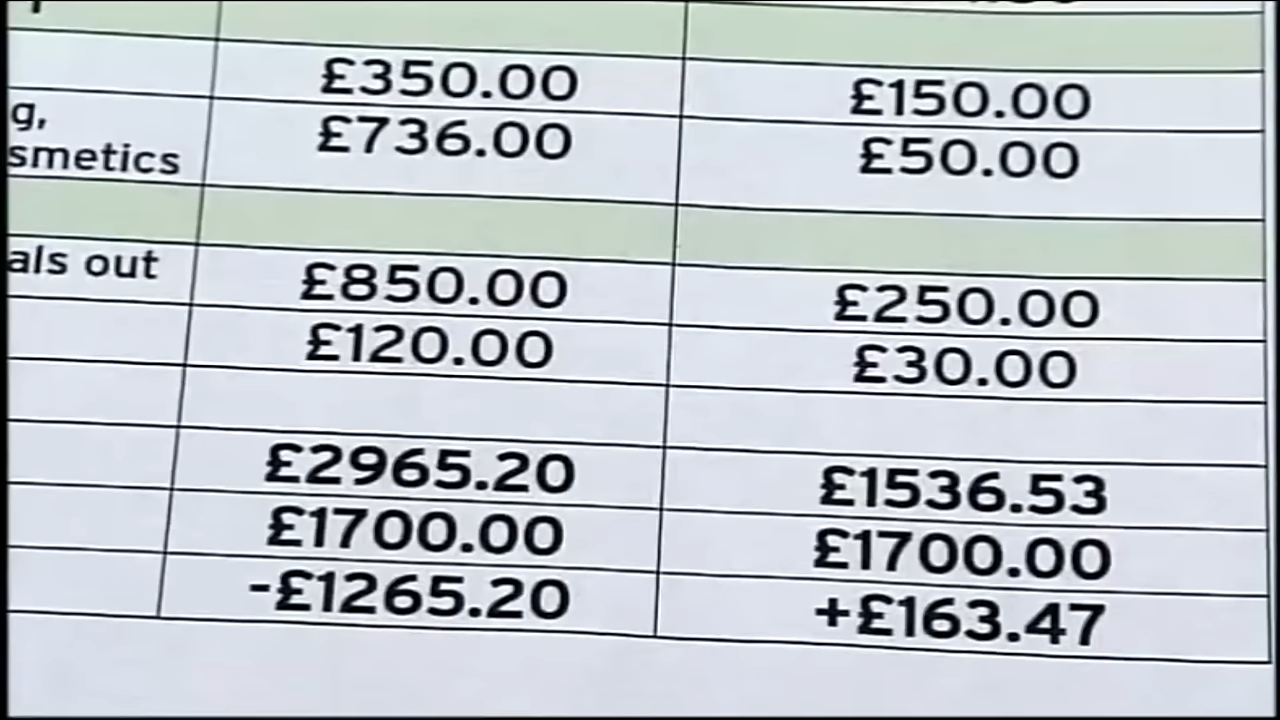 £350.00 £150.00
g, £736.00 £50.00
smetics
als out £850.00 £250.00
£120.00 £30.00
£2965.20 £1536.53
£1700.00 £1700.00
-£1265.20 +£163.47